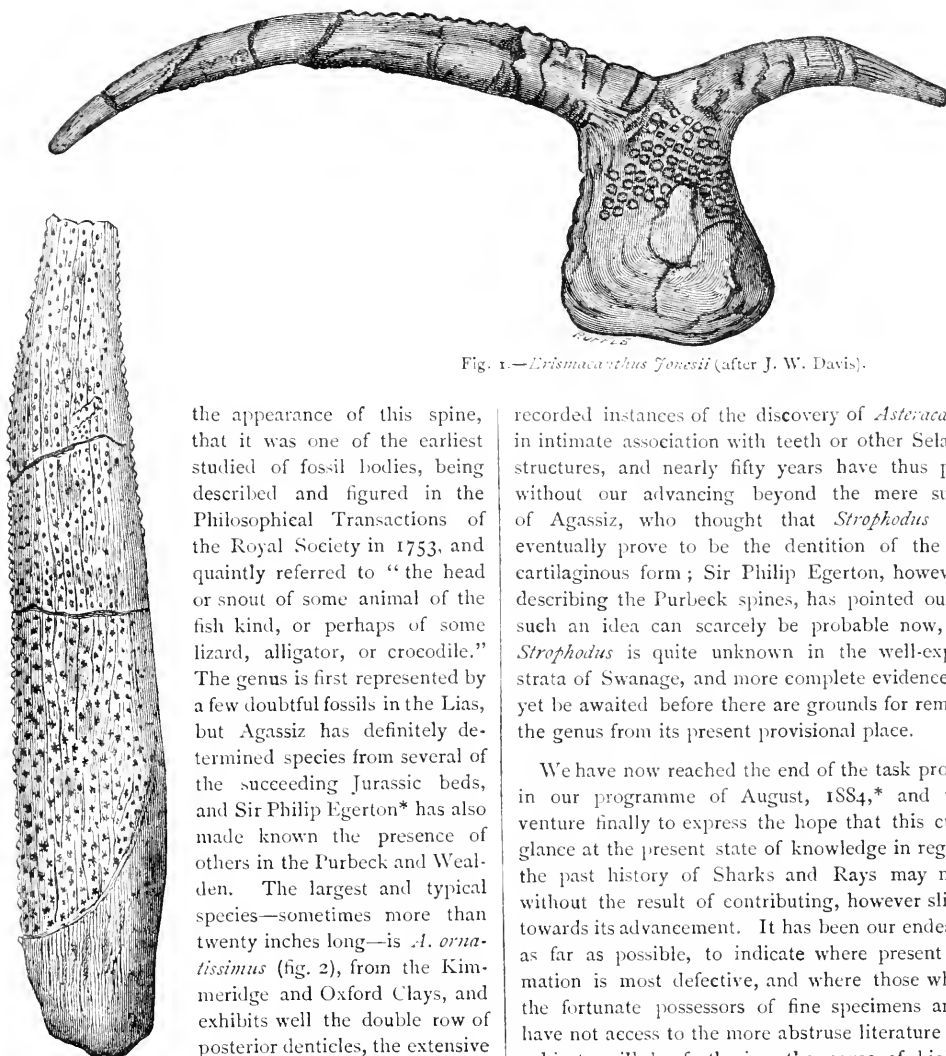 Fig. 1.—Erismacanthus Jonesii (after J. W. Davis).
the appearance of this spine,
that it was one of the earliest
studied of fossil bodies, being
described and figured in the
Philosophical Transactions of
the Royal Society in 1753, and
quaintly referred to “the head
or snout of some animal of the
fish kind, or perhaps of some
lizard, alligator, or crocodile.”
The genus is first represented by
a few doubtful fossils in the Lias,
but Agassiz has definitely de-
termined species from several of
the succeeding Jurassic beds,
and Sir Philip Egerton* has also
made known the presence of
others in the Purbeck and Weal-
den. The largest and typical
species—sometimes more than
twenty inches long—is A. orna-
tissimus (fig. 2), from the Kim-
meridge and Oxford Clays, and
exhibits well the double row of
posterior denticles, the extensive
recorded instances of the discovery of Asteraca
in intimate association with teeth or other Sela
structures, and nearly fifty years have thus p
without our advancing beyond the mere su
of Agassiz, who thought that Strophodus
eventually prove to be the dentition of the
cartilaginous form; Sir Philip Egerton, howev
describing the Purbeck spines, has pointed ou
such an idea can scarcely be probable now,
Strophodus is quite unknown in the well-exp
strata of Swanage, and more complete evidence
yet be awaited before there are grounds for rem
the genus from its present provisional place.
We have now reached the end of the task pro
in our programme of August, 1884,* and
venture finally to express the hope that this cu
glance at the present state of knowledge in reg
the past history of Sharks and Rays may n
without the result of contributing, however sli
towards its advancement. It has been our endea
as far as possible, to indicate where present
mation is most defective, and where those wh
the fortunate possessors of fine specimens an
have not access to the more abstruse literature